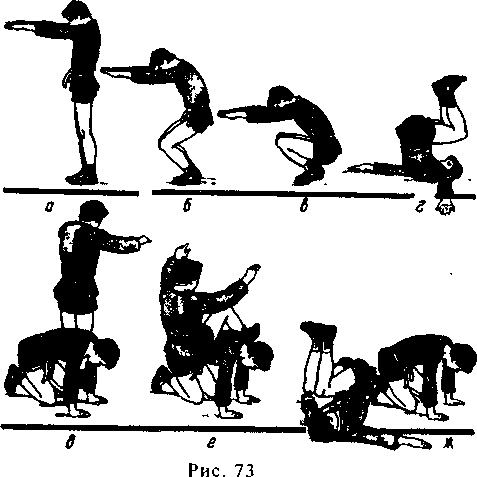 а б в г
в е ж
Рис. 73